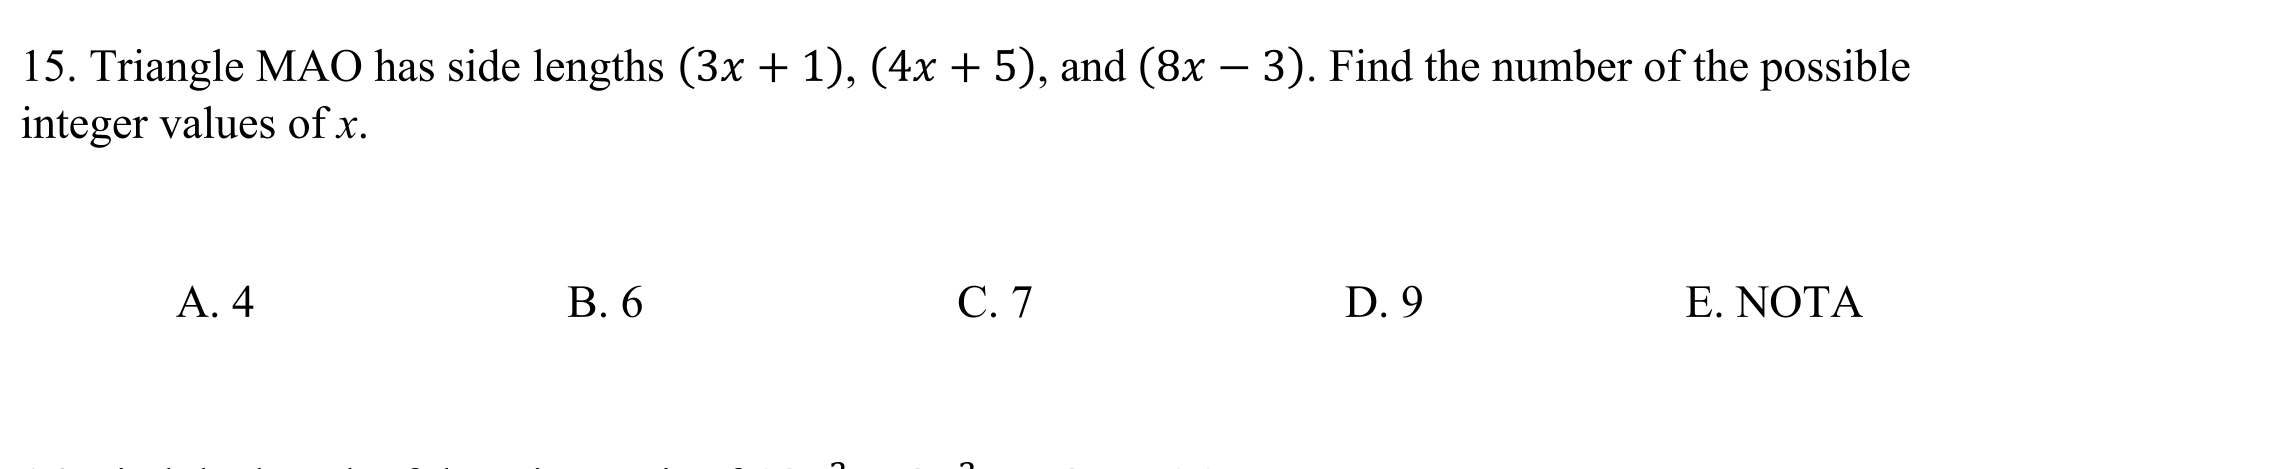 15. Triangle MAO has side lengths (3x + 1), (4x + 5), and (8x − 3). Find the number of the possible
integer values of x.
A. 4 B. 6 C. 7 D. 9 E. NOTA